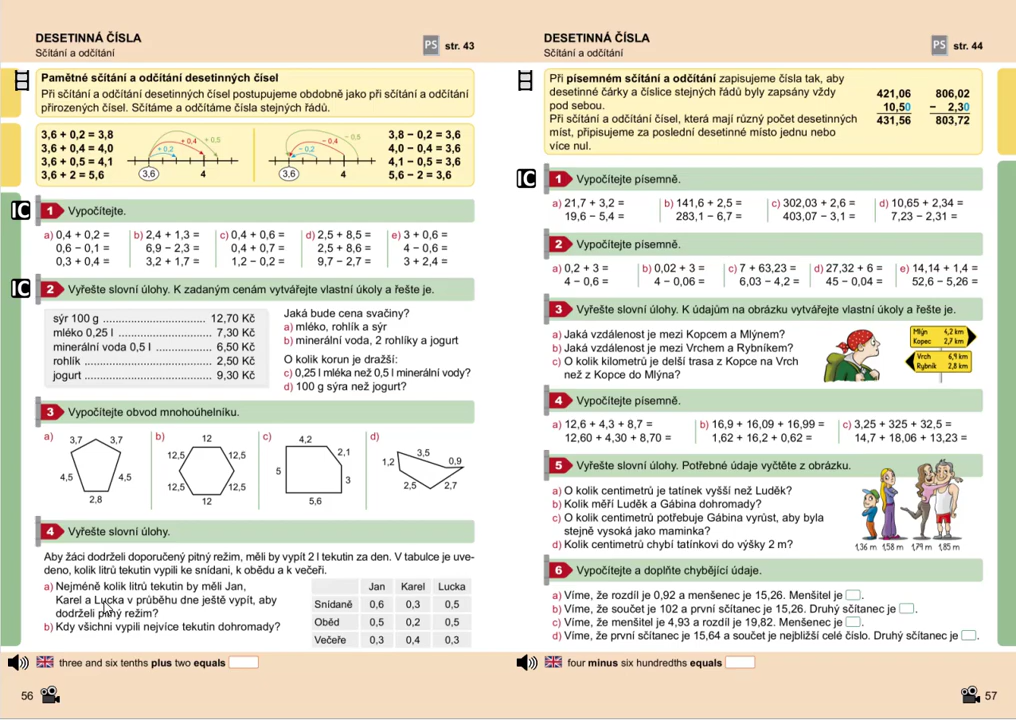 DESETINNÁ ČÍSLA
Sčítání a odčítání
PS str. 43
Pamětné sčítání a odčítání desetinných čísel
Při sčítání a odčítání desetinných čísel postupujeme obdobně jako při sčítání a odčítání
přirozených čísel. Sčítáme a odčítáme čísla stejných řádů.
3,6 + 0,2 = 3,8
3,6 + 0,4 = 4,0
3,6 + 0,5 = 4,1
3,6 + 2 = 5,6
+ 0,2 + 0,4 + 0,5
3,6 4
- 0,2 - 0,4 - 0,5
3,6 4
3,8 − 0,2 = 3,6
4,0 − 0,4 = 3,6
4,1 − 0,5 = 3,6
5,6 − 2 = 3,6
IC 1 Vypočítejte.
a) 0,4 + 0,2 = b) 2,4 + 1,3 = c) 0,4 + 0,6 = d) 2,5 + 8,5 = e) 3 + 0,6 =
0,6 − 0,1 = 6,9 − 2,3 = 0,4 + 0,7 = 2,5 + 8,6 = 4 − 0,6 =
0,3 + 0,4 = 3,2 + 1,7 = 1,2 − 0,2 = 9,7 − 2,7 = 3 + 2,4 =
IC 2 Vyřešte slovní úlohy. K zadaným cenám vytvářejte vlastní úkoly a řešte je.
sýr 100 g ................................ 12,70 Kč
mléko 0,25 l ........................... 7,30 Kč
minerální voda 0,5 l ............... 6,50 Kč
rohlík ...................................... 2,50 Kč
jogurt ...................................... 9,30 Kč
Jaká bude cena svačiny?
a) mléko, rohlík a sýr
b) minerální voda, 2 rohlíky a jogurt
O kolik korun je dražší:
c) 0,25 l mléka než 0,5 l minerální vody?
d) 100 g sýra než jogurt?
3 Vypočítejte obvod mnohoúhelníku.
a) 3,7 3,7 4,5 4,5 2,8
b) 12 12,5 12,5 12,5 12,5 12
c) 4,2 2,1 5 3 5,6
d) 3,5 1,2 0,9 2,5 2,7
4 Vyřešte slovní úlohy.
Aby žáci dodrželi doporučený pitný režim, měli by vypít 2 l tekutin za den. V tabulce je uve-
deno, kolik litrů tekutin vypili ke snídani, k obědu a k večeři.
a) Nejméně kolik litrů tekutin by měli Jan,
Karel a Lucka v průběhu dne ještě vypít, aby
dodrželi pitný režim?
b) Kdy všichni vypili nejvíce tekutin dohromady?
Jan Karel Lucka
Snídaně 0,6 0,3 0,5
Oběd 0,5 0,2 0,5
Večeře 0,3 0,4 0,3
three and six tenths plus two equals
56
DESETINNÁ ČÍSLA
Sčítání a odčítání
PS str. 44
Při písemném sčítání a odčítání zapisujeme čísla tak, aby
desetinné čárky a číslice stejných řádů byly zapsány vždy
pod sebou.
Při sčítání a odčítání čísel, která mají různý počet desetinných
míst, připisujeme za poslední desetinné místo jednu nebo
více nul.
421,06 806,02
10,50 − 2,30
431,56 803,72
IC 1 Vypočítejte písemně.
a) 21,7 + 3,2 = b) 141,6 + 2,5 = c) 302,03 + 2,6 = d) 10,65 + 2,34 =
19,6 − 5,4 = 283,1 − 6,7 = 403,07 − 3,1 = 7,23 − 2,31 =
2 Vypočítejte písemně.
a) 0,2 + 3 = b) 0,02 + 3 = c) 7 + 63,23 = d) 27,32 + 6 = e) 14,14 + 1,4 =
4 − 0,6 = 4 − 0,06 = 6,03 − 4,2 = 45 − 0,04 = 52,6 − 5,26 =
3 Vyřešte slovní úlohy. K údajům na obrázku vytvářejte vlastní úkoly a řešte je.
a) Jaká vzdálenost je mezi Kopcem a Mlýnem?
b) Jaká vzdálenost je mezi Vrchem a Rybníkem?
c) O kolik kilometrů je delší trasa z Kopce na Vrch
než z Kopce do Mlýna?
Mlýn 4,2 km
Kopec 2,7 km
Vrch 6,9 km
Rybník 2,8 km
4 Vypočítejte písemně.
a) 12,6 + 4,3 + 8,7 = b) 16,9 + 16,09 + 16,99 = c) 3,25 + 325 + 32,5 =
12,60 + 4,30 + 8,70 = 1,62 + 16,2 + 0,62 = 14,7 + 18,06 + 13,23 =
5 Vyřešte slovní úlohy. Potřebné údaje vyčtěte z obrázku.
a) O kolik centimetrů je tatínek vyšší než Luděk?
b) Kolik měří Luděk a Gábina dohromady?
c) O kolik centimetrů potřebuje Gábina vyrůst, aby byla
stejně vysoká jako maminka?
d) Kolik centimetrů chybí tatínkovi do výšky 2 m?
1,36 m 1,58 m 1,79 m 1,85 m
6 Vypočítejte a doplňte chybějící údaje.
a) Víme, že rozdíl je 0,92 a menšenec je 15,26. Menšitel je .
b) Víme, že součet je 102 a první sčítanec je 15,26. Druhý sčítanec je .
c) Víme, že menšitel je 4,93 a rozdíl je 19,82. Menšenec je .
d) Víme, že první sčítanec je 15,64 a součet je nejbližší celé číslo. Druhý sčítanec je .
four minus six hundredths equals
57